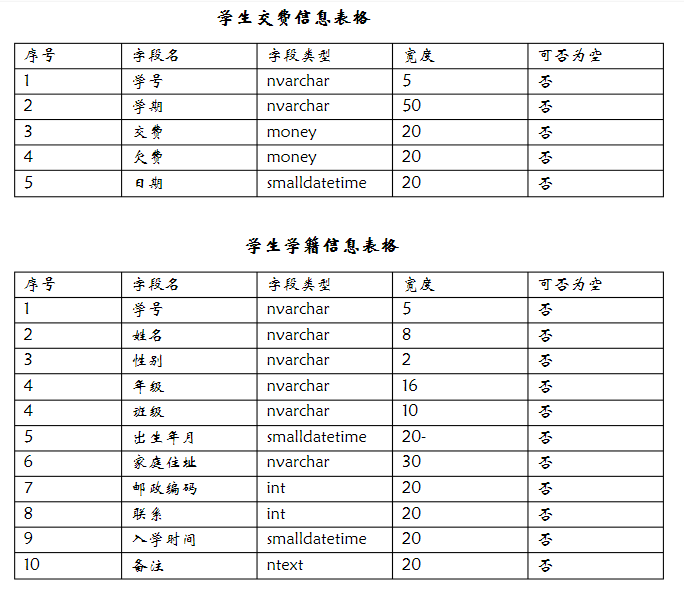 学生交费信息表格
序号 字段名 字段类型 宽度 可否为空
1 学号 nvarchar 5 否
2 学期 nvarchar 50 否
3 交费 money 20 否
4 欠费 money 20 否
5 日期 smalldatetime 20 否
学生学籍信息表格
序号 字段名 字段类型 宽度 可否为空
1 学号 nvarchar 5 否
2 姓名 nvarchar 8 否
3 性别 nvarchar 2 否
4 年级 nvarchar 16 否
4 班级 nvarchar 10 否
5 出生年月 smalldatetime 20- 否
6 家庭住址 nvarchar 30 否
7 邮政编码 int 20 否
8 联系 int 20 否
9 入学时间 smalldatetime 20 否
10 备注 ntext 20 否